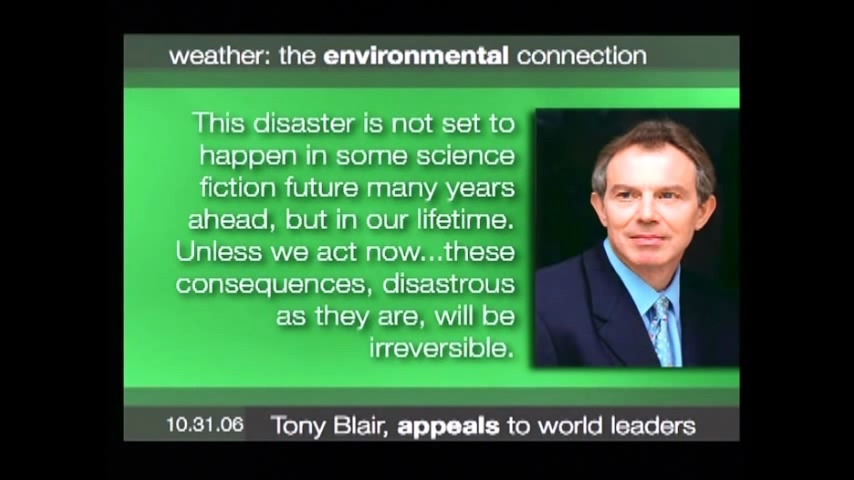 weather: the environmental connection
This disaster is not set to
happen in some science
fiction future many years
ahead, but in our lifetime.
Unless we act now...these
consequences, disastrous
as they are, will be
irreversible.
10.31.06 Tony Blair, appeals to world leaders